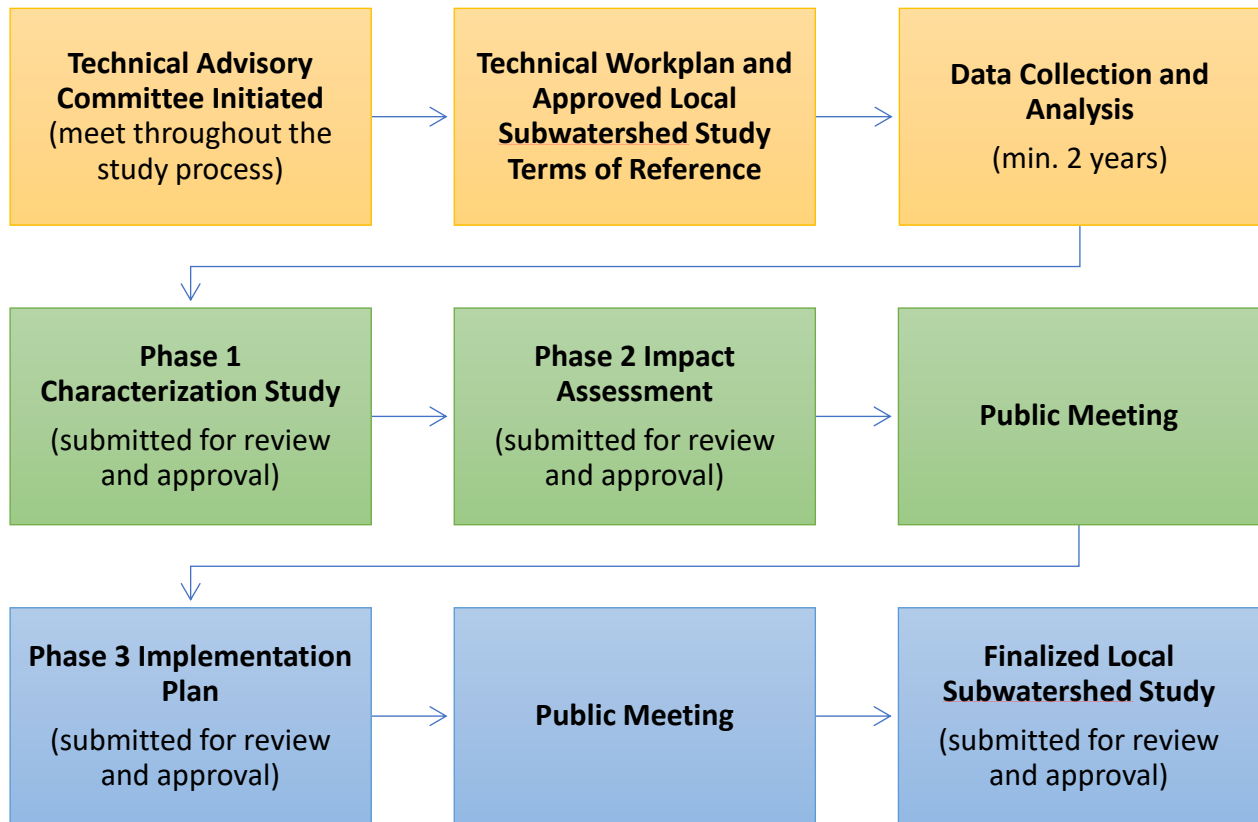 Technical Advisory
Committee Initiated
(meet throughout the
study process)
Technical Workplan and
Approved Local
Subwatershed Study
Terms of Reference
Data Collection and
Analysis
(min. 2 years)
Phase 1
Characterization Study
(submitted for review
and approval)
Phase 2 Impact
Assessment
(submitted for review
and approval)
Public Meeting
Phase 3 Implementation
Plan
(submitted for review
and approval)
Public Meeting
Finalized Local
Subwatershed Study
(submitted for review
and approval)